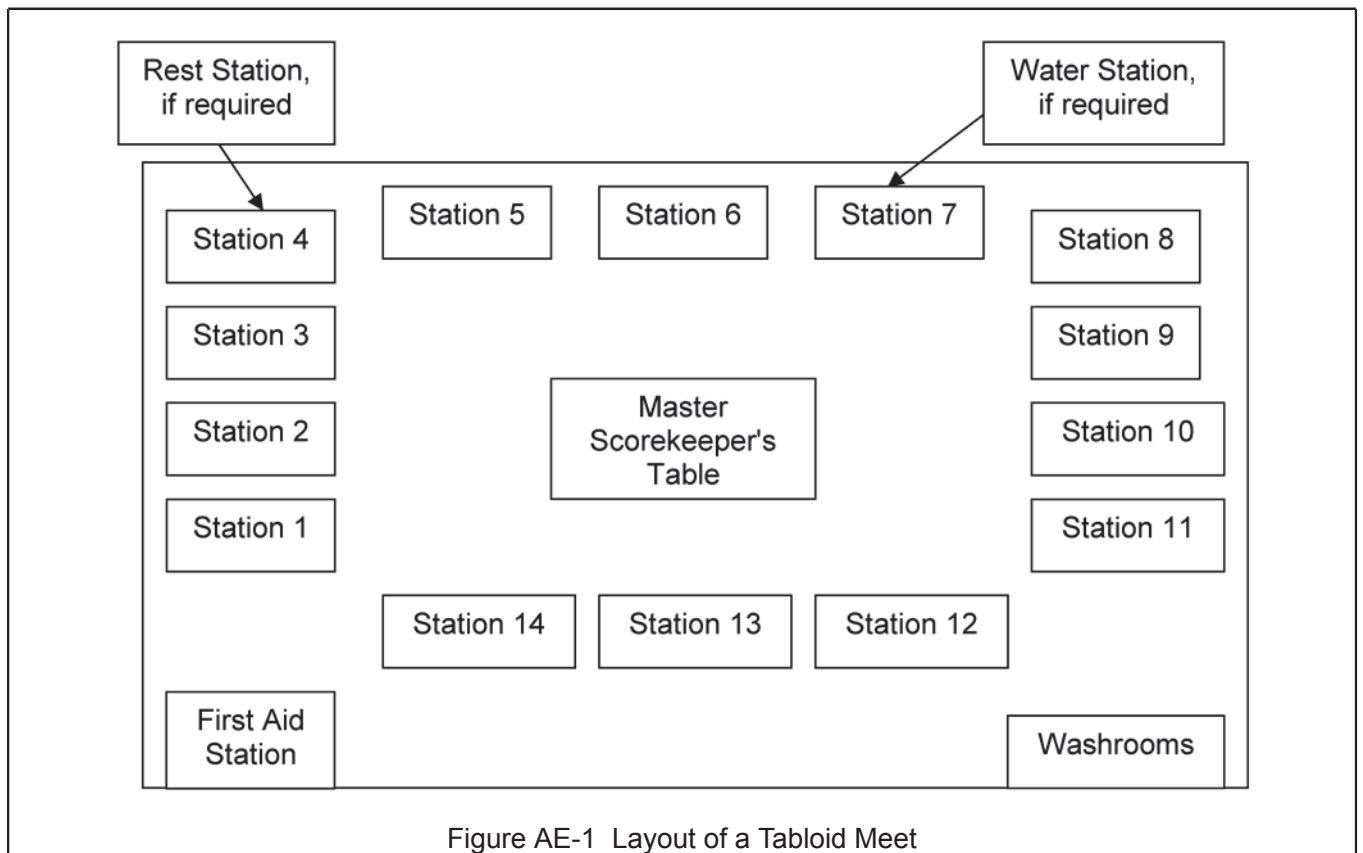 Rest Station,
if required
Water Station,
if required
Station 5
Station 6
Station 7
Station 4
Station 8
Station 3
Station 9
Master
Scorekeeper's
Table
Station 2
Station 10
Station 1
Station 11
Station 14
Station 13
Station 12
First Aid
Station
Washrooms
Figure AE-1 Layout of a Tabloid Meet